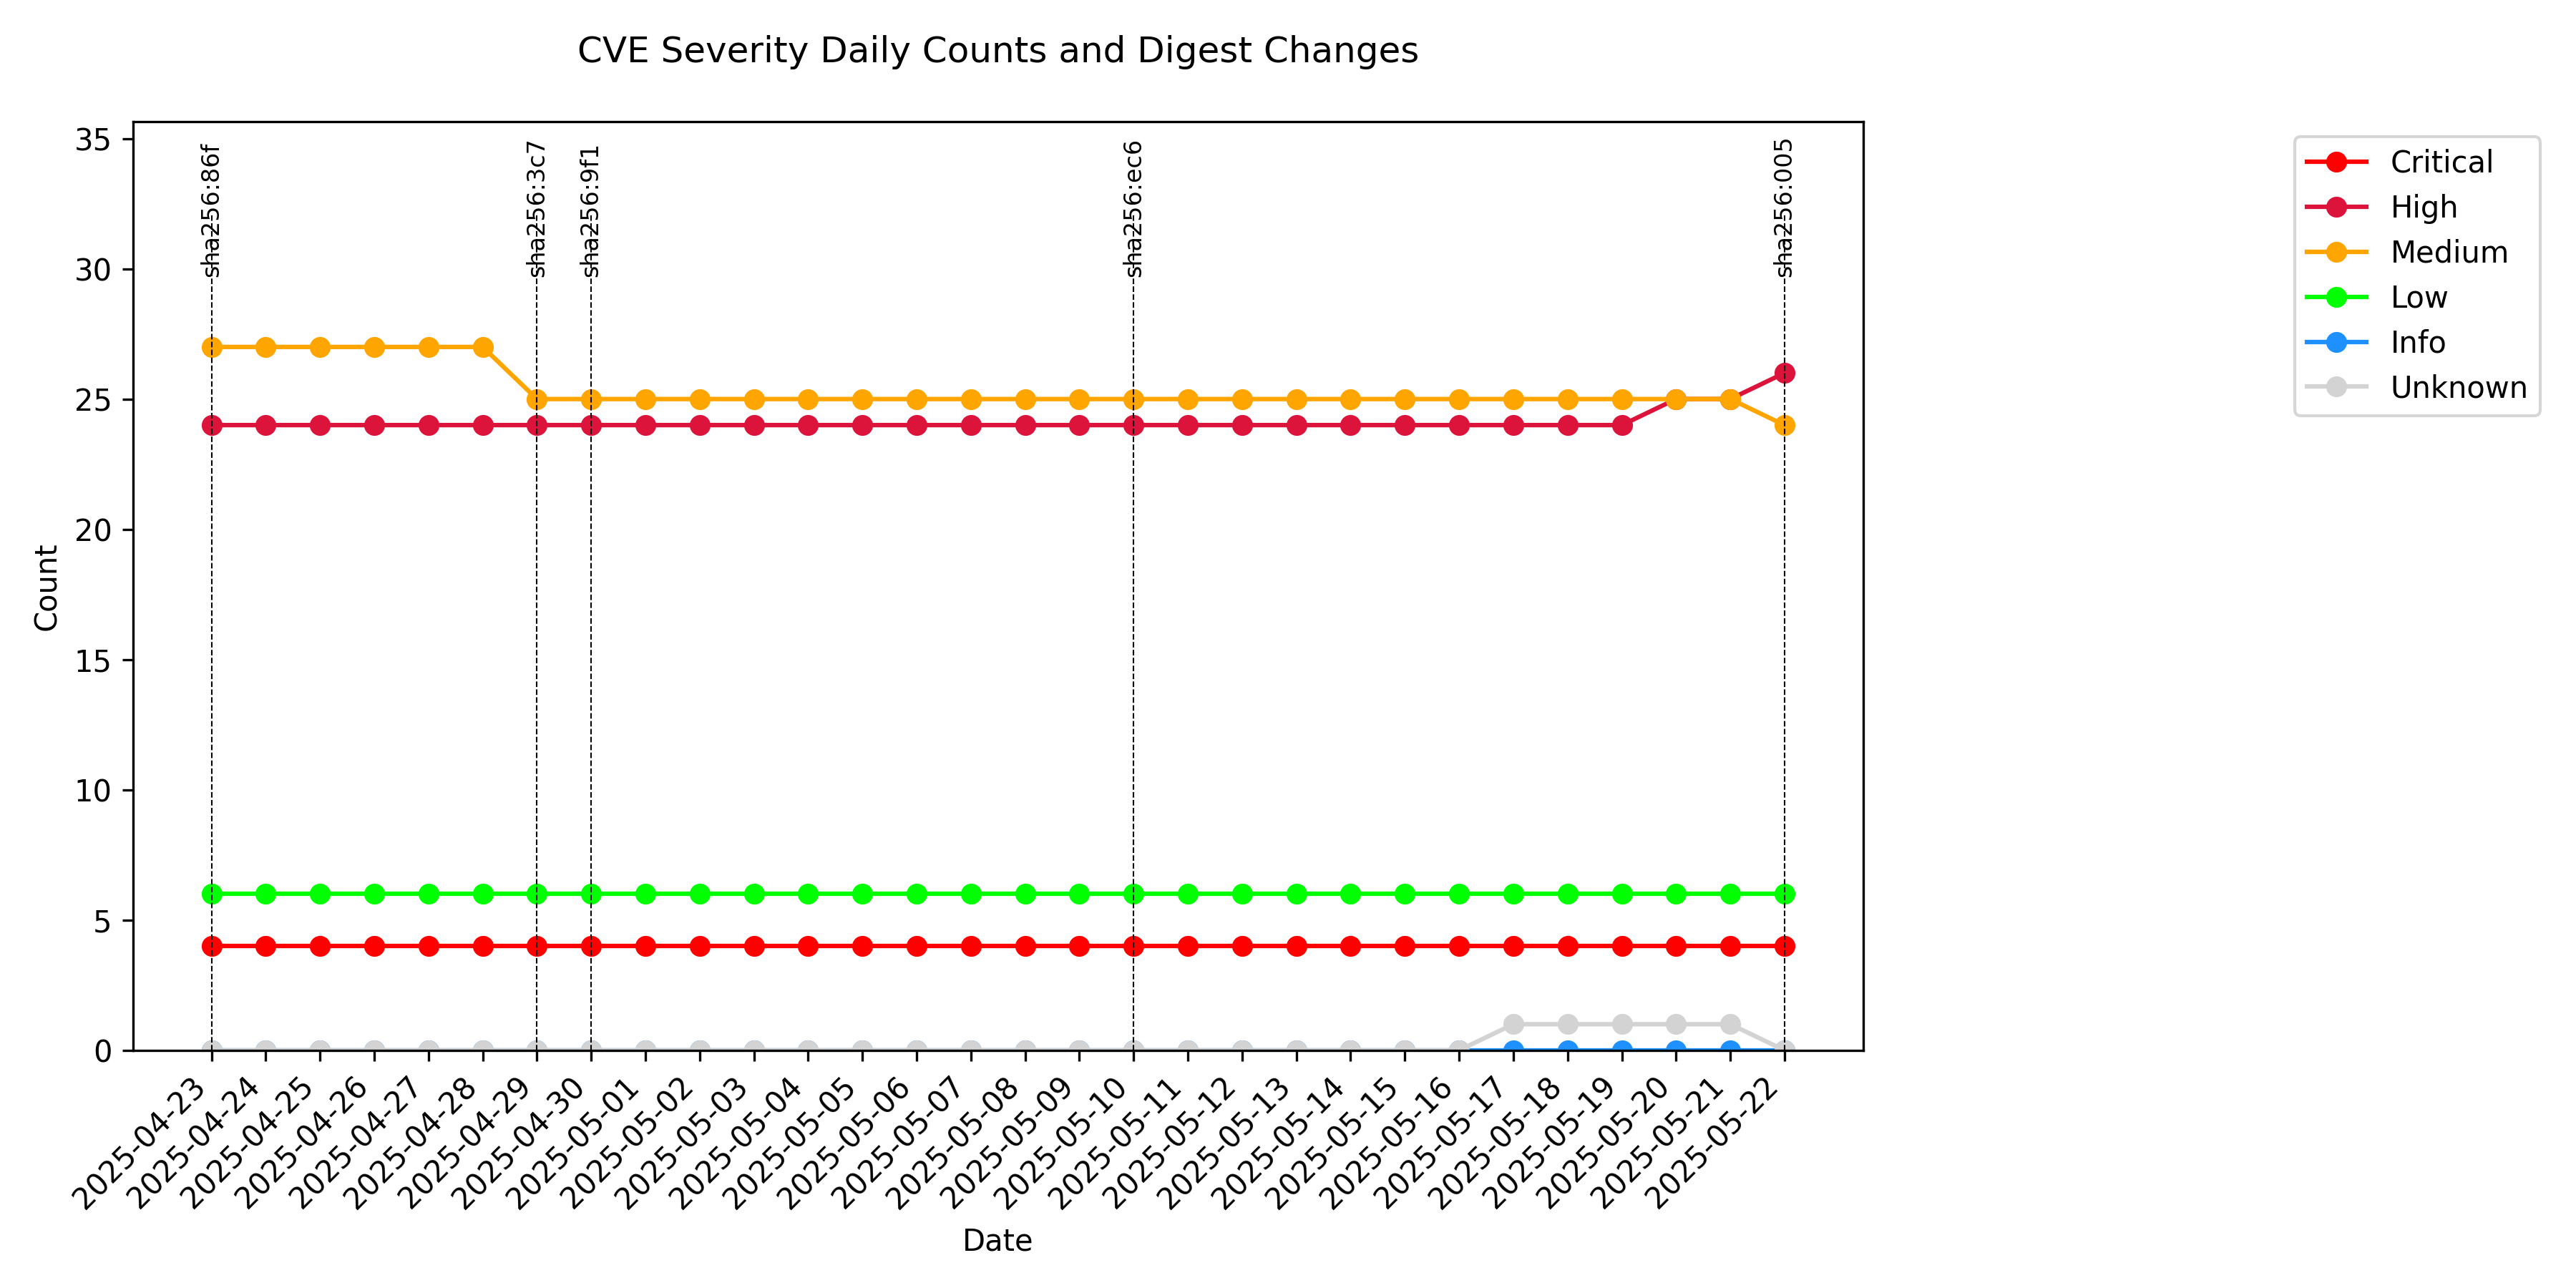 CVE Severity Daily Counts and Digest Changes
35
30
25
20
15
10
5
0
Count
sha256:86f
sha256:3c7
sha256:9f1
sha256:ec6
sha256:005
Critical
High
Medium
Low
Info
Unknown
2025-04-23
2025-04-24
2025-04-25
2025-04-26
2025-04-27
2025-04-28
2025-04-29
2025-04-30
2025-05-01
2025-05-02
2025-05-03
2025-05-04
2025-05-05
2025-05-06
2025-05-07
2025-05-08
2025-05-09
2025-05-10
2025-05-11
2025-05-12
2025-05-13
2025-05-14
2025-05-15
2025-05-16
2025-05-17
2025-05-18
2025-05-19
2025-05-20
2025-05-21
2025-05-22
Date